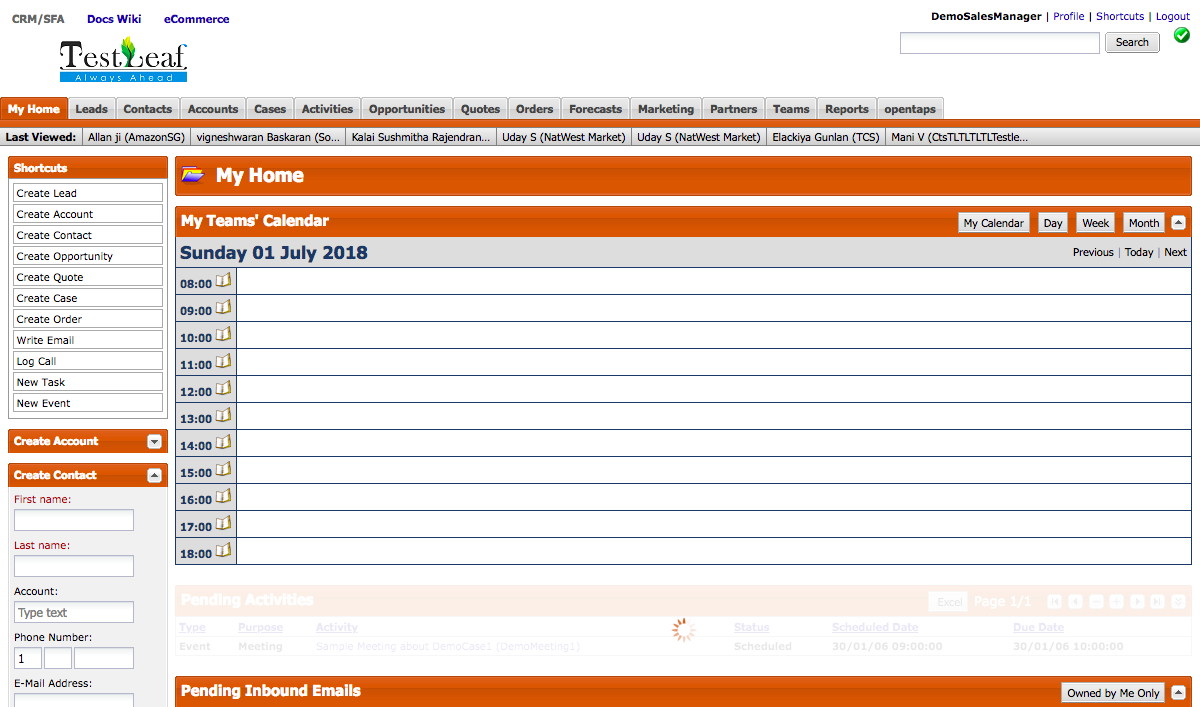 CRM/SFA Docs Wiki eCommerce
DemoSalesManager | Profile | Shortcuts | Logout
TestLeaf
Always Ahead
Search
My Home Leads Contacts Accounts Cases Activities Opportunities Quotes Orders Forecasts Marketing Partners Teams Reports opentaps
Last Viewed: Allan ji (AmazonSG) vigneshwaran Baskaran (So... Kalai Sushmitha Rajendran... Uday S (NatWest Market) Uday S (NatWest Market) Elackiya Gunlan (TCS) Mani V (CtsTLTLTLTLTestle...
Shortcuts
Create Lead
Create Account
Create Contact
Create Opportunity
Create Quote
Create Case
Create Order
Write Email
Log Call
New Task
New Event
Create Account
Create Contact
First name:
Last name:
Account:
Type text
Phone Number:
1
E-Mail Address:
My Home
My Teams' Calendar My Calendar Day Week Month
Sunday 01 July 2018 Previous | Today | Next
08:00
09:00
10:00
11:00
12:00
13:00
14:00
15:00
16:00
17:00
18:00
Pending Activities Excel Page 1/1
Type Purpose Activity Status Scheduled Date Due Date
Event Meeting Sample Meeting about DemoCase1 (DemoMeeting1) Scheduled 30/01/06 09:00:00 30/01/06 10:00:00
Pending Inbound Emails Owned by Me Only